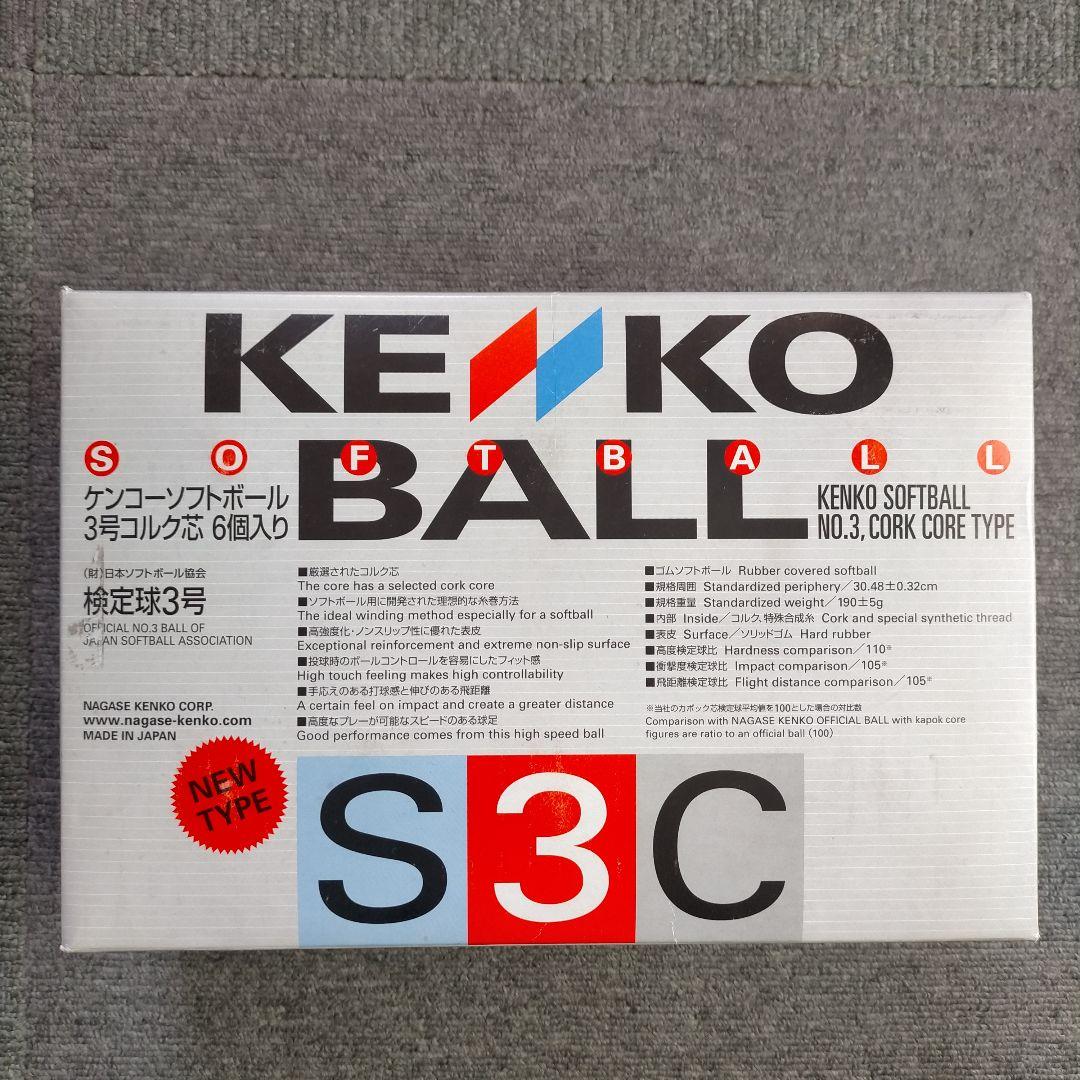 KENKO
SOFTBALL
BALL
ケンコーソフトボール
3号コルク芯 6個入り
KENKO SOFTBALL
NO.3, CORK CORE TYPE
(財)日本ソフトボール協会
検定球3号
OFFICIAL NO.3 BALL OF
JAPAN SOFTBALL ASSOCIATION
NAGASE KENKO CORP.
www.nagase-kenko.com
MADE IN JAPAN
■厳選されたコルク芯
The core has a selected cork core
■ソフトボール用に開発された理想的な糸巻方法
The ideal winding method especially for a softball
■高強度化・ノンスリップ性に優れた表皮
Exceptional reinforcement and extreme non-slip surface
■投球時のボールコントロールを容易にしたフィット感
High touch feeling makes high controllability
■手応えのある打球感と伸びのある飛距離
A certain feel on impact and create a greater distance
■高度なプレーが可能なスピードのある球足
Good performance comes from this high speed ball
■ゴムソフトボール Rubber covered softball
■規格周囲 Standardized periphery/30.48±0.32cm
■規格重量 Standardized weight/190±5g
■内部 Inside/コルク、特殊合成糸 Cork and special synthetic thread
■表皮 Surface/ソリッドゴム Hard rubber
■高度検定球比 Hardness comparison/110※
■衝撃度検定球比 Impact comparison/105※
■飛距離検定球比 Flight distance comparison/105※
※当社のカポック芯検定球平均値を100とした場合の対比数
Comparison with NAGASE KENKO OFFICIAL BALL with kapok core
figures are ratio to an official ball (100)
NEW
TYPE
S3C